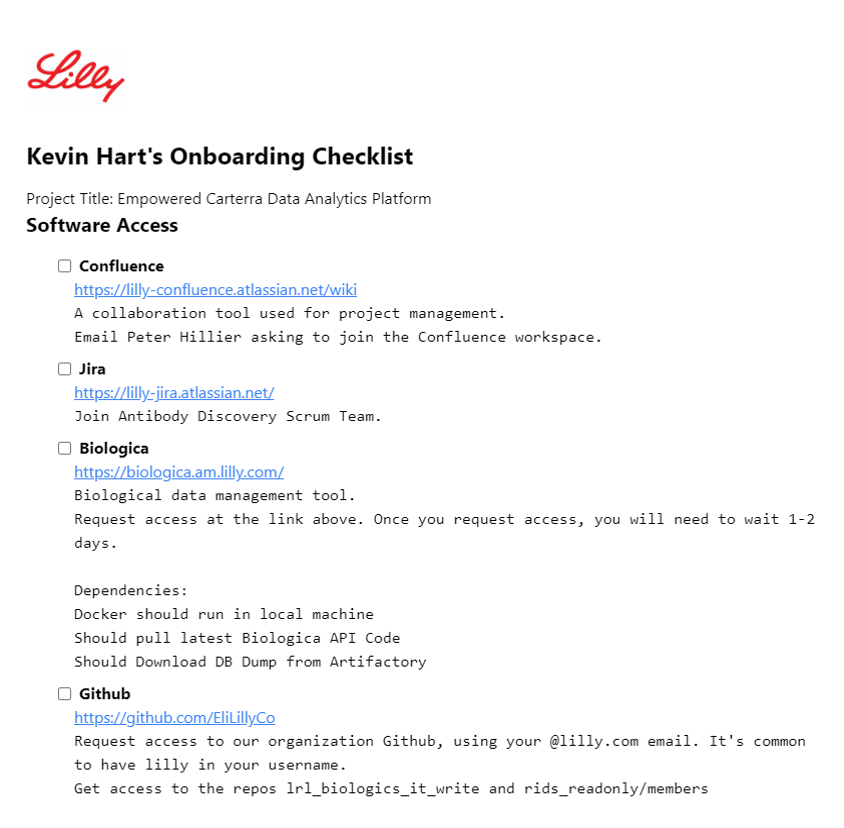 Lilly
Kevin Hart's Onboarding Checklist
Project Title: Empowered Carterra Data Analytics Platform
Software Access
Confluence
https://lilly-confluence.atlassian.net/wiki
A collaboration tool used for project management.
Email Peter Hillier asking to join the Confluence workspace.
Jira
https://lilly-jira.atlassian.net/
Join Antibody Discovery Scrum Team.
Biologica
https://biologica.am.lilly.com/
Biological data management tool.
Request access at the link above. Once you request access, you will need to wait 1-2
days.
Dependencies:
Docker should run in local machine
Should pull latest Biologica API Code
Should Download DB Dump from Artifactory
Github
https://github.com/EliLillyCo
Request access to our organization Github, using your @lilly.com email. It's common
to have lilly in your username.
Get access to the repos lrl_biologics_it_write and rids_readonly/members